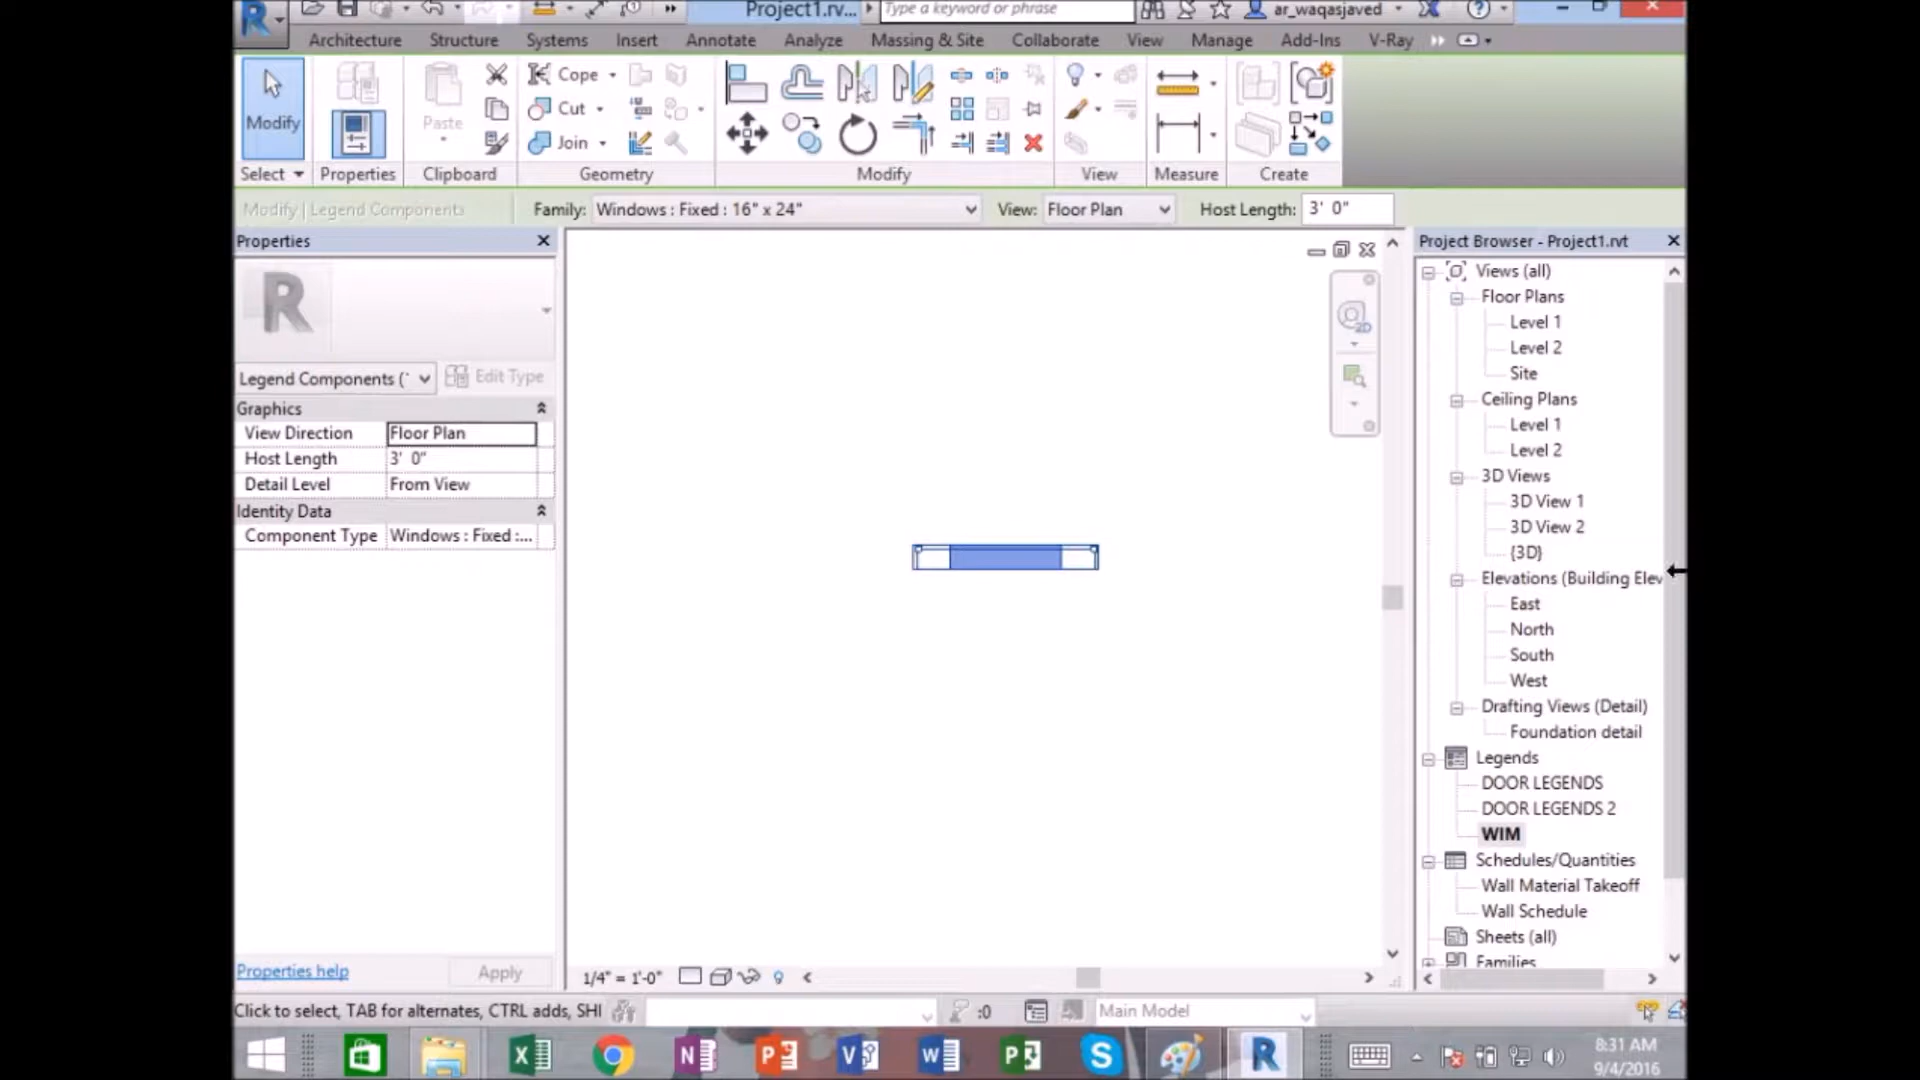 Project1.rv...
Type a keyword or phrase
ar_waqasjaved
Architecture Structure Systems Insert Annotate Analyze Massing & Site Collaborate View Manage Add-Ins V-Ray
Modify
Paste
Cope
Cut
Join
Select Properties Clipboard Geometry Modify View Measure Create
Modify | Legend Components
Family: Windows : Fixed : 16" x 24"
View: Floor Plan
Host Length: 3' 0"
Properties
Legend Components (
Edit Type
Graphics
View Direction Floor Plan
Host Length 3' 0"
Detail Level From View
Identity Data
Component Type Windows : Fixed :...
Properties help
Apply
2D
1/4" = 1'-0"
Project Browser - Project1.rvt
Views (all)
Floor Plans
Level 1
Level 2
Site
Ceiling Plans
Level 1
Level 2
3D Views
3D View 1
3D View 2
{3D}
Elevations (Building Elev
East
North
South
West
Drafting Views (Detail)
Foundation detail
Legends
DOOR LEGENDS
DOOR LEGENDS 2
WIM
Schedules/Quantities
Wall Material Takeoff
Wall Schedule
Sheets (all)
Families
Click to select, TAB for alternates, CTRL adds, SHI
:0
Main Model
8:31 AM
9/4/2016